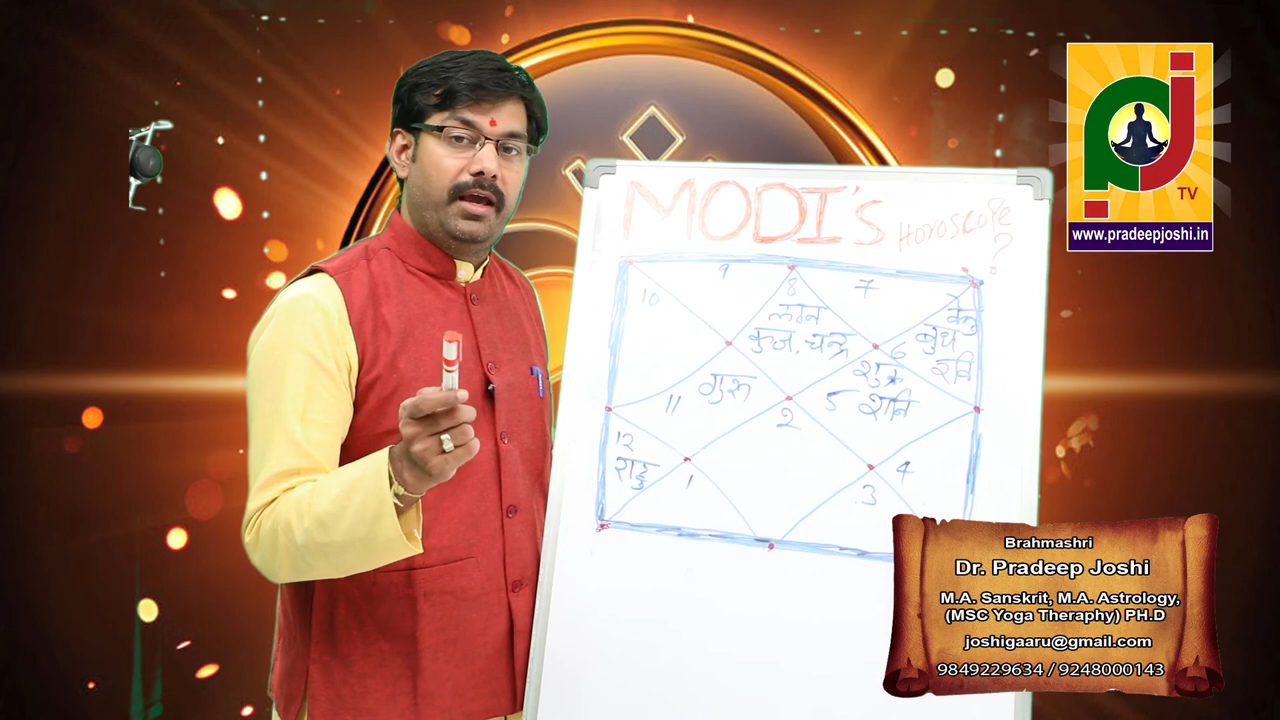 MODI's
HOROSCOPE
?
9
8
7
10
लग्न
केतु
कुज, चन्द्र
6
बुध
शुक्र
रवि
गुरु
11
5
शनि
2
12
राहु
1
4
3
PJ
TV
www.pradeepjoshi.in
Brahmashri
Dr. Pradeep Joshi
M.A. Sanskrit, M.A. Astrology,
(MSC Yoga Theraphy) PH.D
joshigaaru@gmail.com
9849229634 / 9248000143